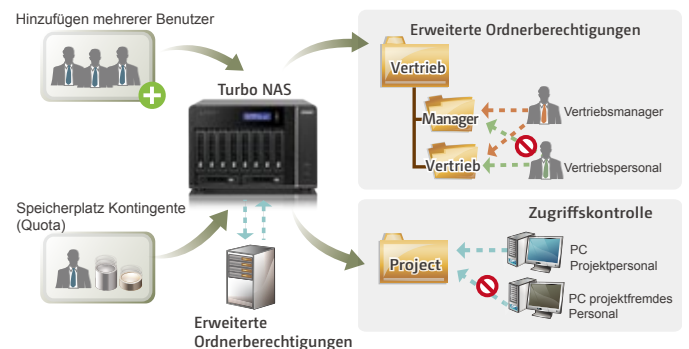 Hinzufügen mehrerer Benutzer
Turbo NAS
Speicherplatz Kontingente
(Quota)
Erweiterte
Ordnerberechtigungen
Erweiterte Ordnerberechtigungen
Vertrieb
Manager
Vertriebsmanager
Vertrieb
Vertriebspersonal
Zugriffskontrolle
Project
PC
Projektpersonal
PC projektfremdes
Personal